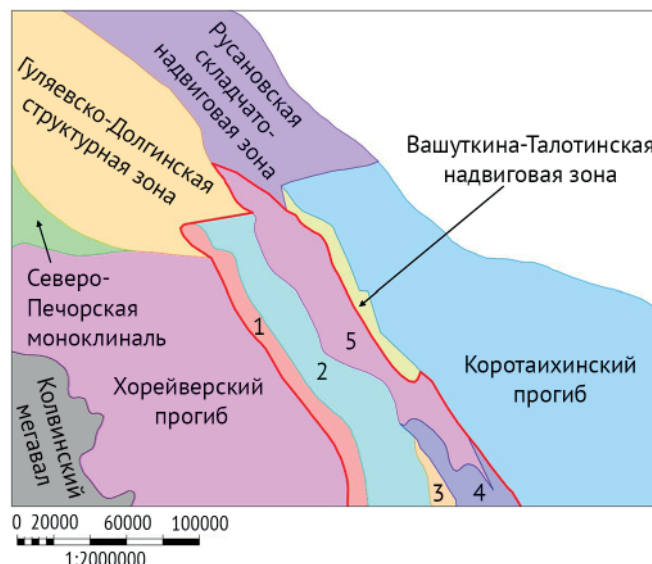 Русановская
складчато-
надвиговая зона
Гуляевско-Долгинская
структурная зона
Вашуткина-Талотинская
надвиговая зона
Северо-
Печорская
моноклиналь
1
2
5
Хорейверский
прогиб
Коротаихинский
прогиб
Колвинский
мегавал
3
4
0 20000 60000 100000
1:2000000